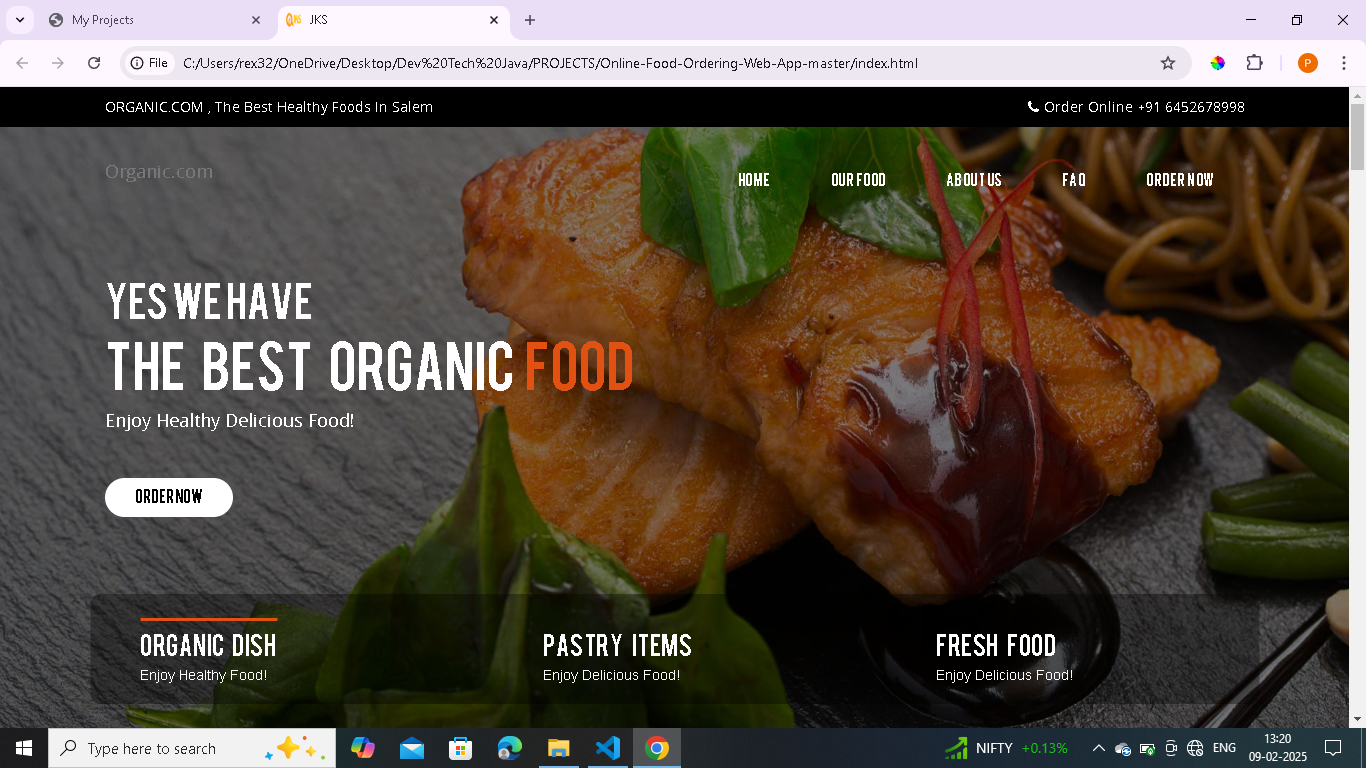 My Projects
JKS
File
C:/Users/rex32/OneDrive/Desktop/Dev%20Tech%20Java/PROJECTS/Online-Food-Ordering-Web-App-master/index.html
P
ORGANIC.COM , The Best Healthy Foods In Salem
Order Online +91 6452678998
Organic.com
HOME
OUR FOOD
ABOUT US
FAQ
ORDER NOW
YES WE HAVE
THE BEST ORGANIC FOOD
Enjoy Healthy Delicious Food!
ORDER NOW
ORGANIC DISH
Enjoy Healthy Food!
PASTRY ITEMS
Enjoy Delicious Food!
FRESH FOOD
Enjoy Delicious Food!
Type here to search
NIFTY +0.13%
ENG
13:20
09-02-2025